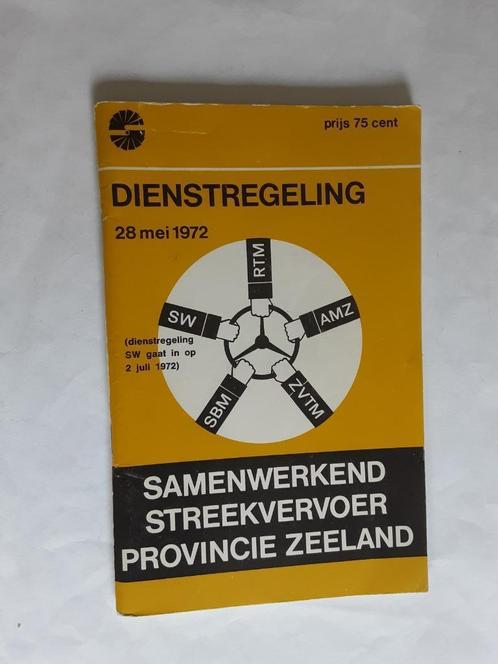 prijs 75 cent
DIENSTREGELING
28 mei 1972
RTM
SW
AMZ
(dienstregeling
SW gaat in op
2 juli 1972)
SBM
ZVTM
SAMENWERKEND
STREEKVERVOER
PROVINCIE ZEELAND